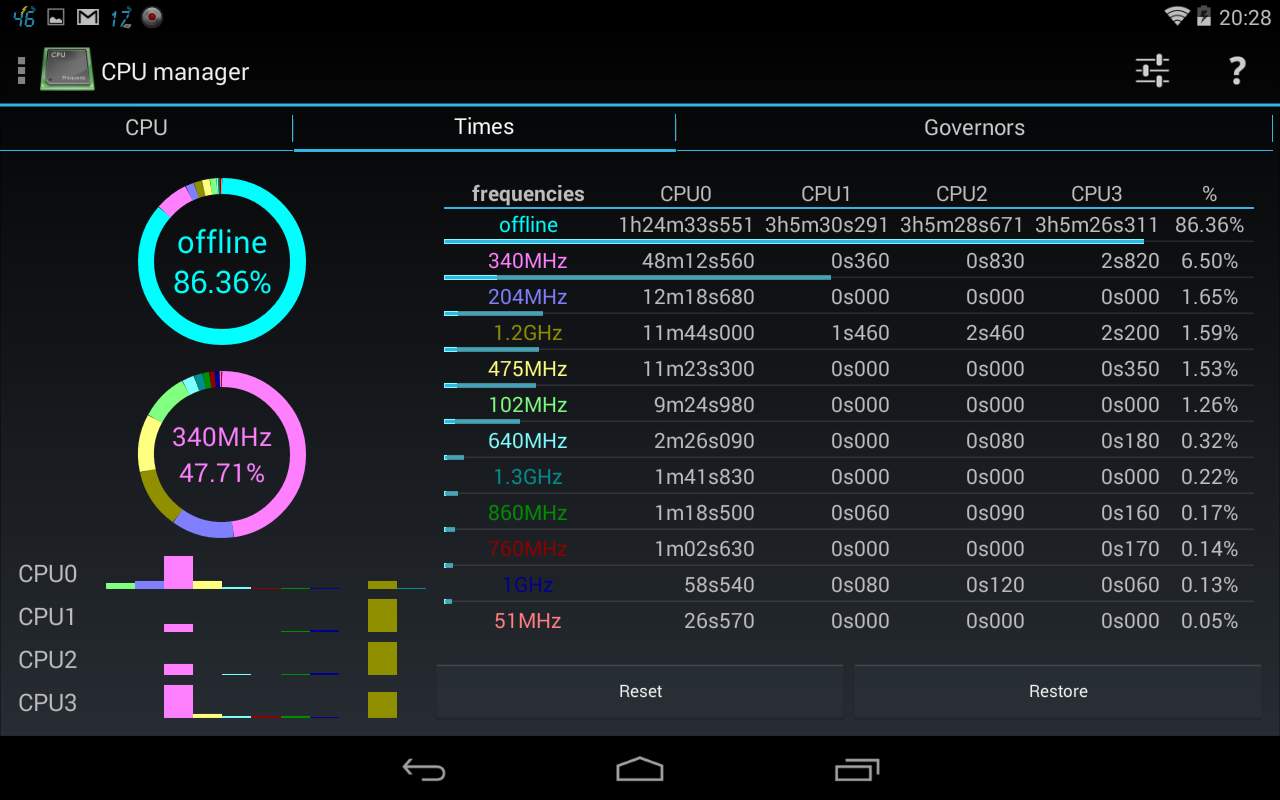 46 17 20:28
CPU manager ?
CPU Times Governors
offline
86.36%
340MHz
47.71%
CPU0
CPU1
CPU2
CPU3
frequencies CPU0 CPU1 CPU2 CPU3 %
offline 1h24m33s551 3h5m30s291 3h5m28s671 3h5m26s311 86.36%
340MHz 48m12s560 0s360 0s830 2s820 6.50%
204MHz 12m18s680 0s000 0s000 0s000 1.65%
1.2GHz 11m44s000 1s460 2s460 2s200 1.59%
475MHz 11m23s300 0s000 0s000 0s350 1.53%
102MHz 9m24s980 0s000 0s000 0s000 1.26%
640MHz 2m26s090 0s000 0s080 0s180 0.32%
1.3GHz 1m41s830 0s000 0s000 0s000 0.22%
860MHz 1m18s500 0s060 0s090 0s160 0.17%
760MHz 1m02s630 0s000 0s000 0s170 0.14%
1GHz 58s540 0s080 0s120 0s060 0.13%
51MHz 26s570 0s000 0s000 0s000 0.05%
Reset Restore